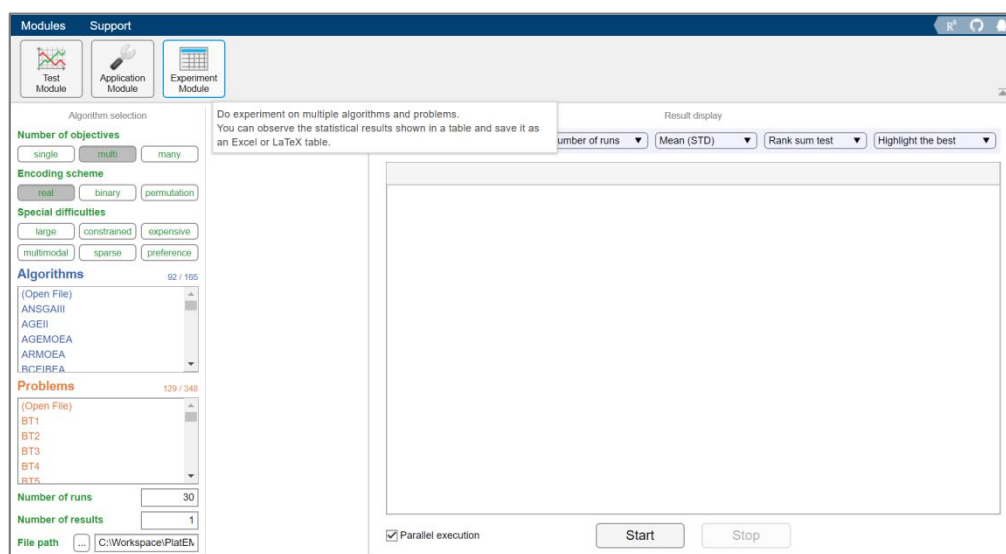 Modules Support
Test
Module
Application
Module
Experiment
Module
Do experiment on multiple algorithms and problems.
You can observe the statistical results shown in a table and save it as
an Excel or LaTeX table.
Algorithm selection
Number of objectives
single multi many
Encoding scheme
real binary permutation
Special difficulties
large constrained expensive
multimodal sparse preference
Algorithms 92 / 165
(Open File)
ANSGAIII
AGEII
AGEMOEA
ARMOEA
BCEIBEA
Problems 129 / 348
(Open File)
BT1
BT2
BT3
BT4
BT5
Number of runs 30
Number of results 1
File path ... C:\Workspace\PlatEM
Result display
umber of runs Mean (STD) Rank sum test Highlight the best
Parallel execution Start Stop